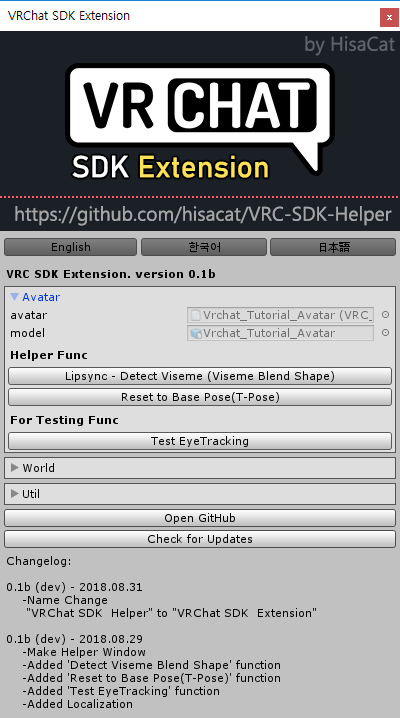 VRChat SDK Extension
x
by HisaCat
VRCHAT
SDK Extension
https://github.com/hisacat/VRC-SDK-Helper
English 한국어 日本語
VRC SDK Extension. version 0.1b
Avatar
avatar Vrchat_Tutorial_Avatar (VRC_
model Vrchat_Tutorial_Avatar
Helper Func
Lipsync - Detect Viseme (Viseme Blend Shape)
Reset to Base Pose(T-Pose)
For Testing Func
Test EyeTracking
World
Util
Open GitHub
Check for Updates
Changelog:
0.1b (dev) - 2018.08.31
-Name Change
"VRChat SDK Helper" to "VRChat SDK Extension"
0.1b (dev) - 2018.08.29
-Make Helper Window
-Added 'Detect Viseme Blend Shape' function
-Added 'Reset to Base Pose(T-Pose)' function
-Added 'Test EyeTracking' function
-Added Localization